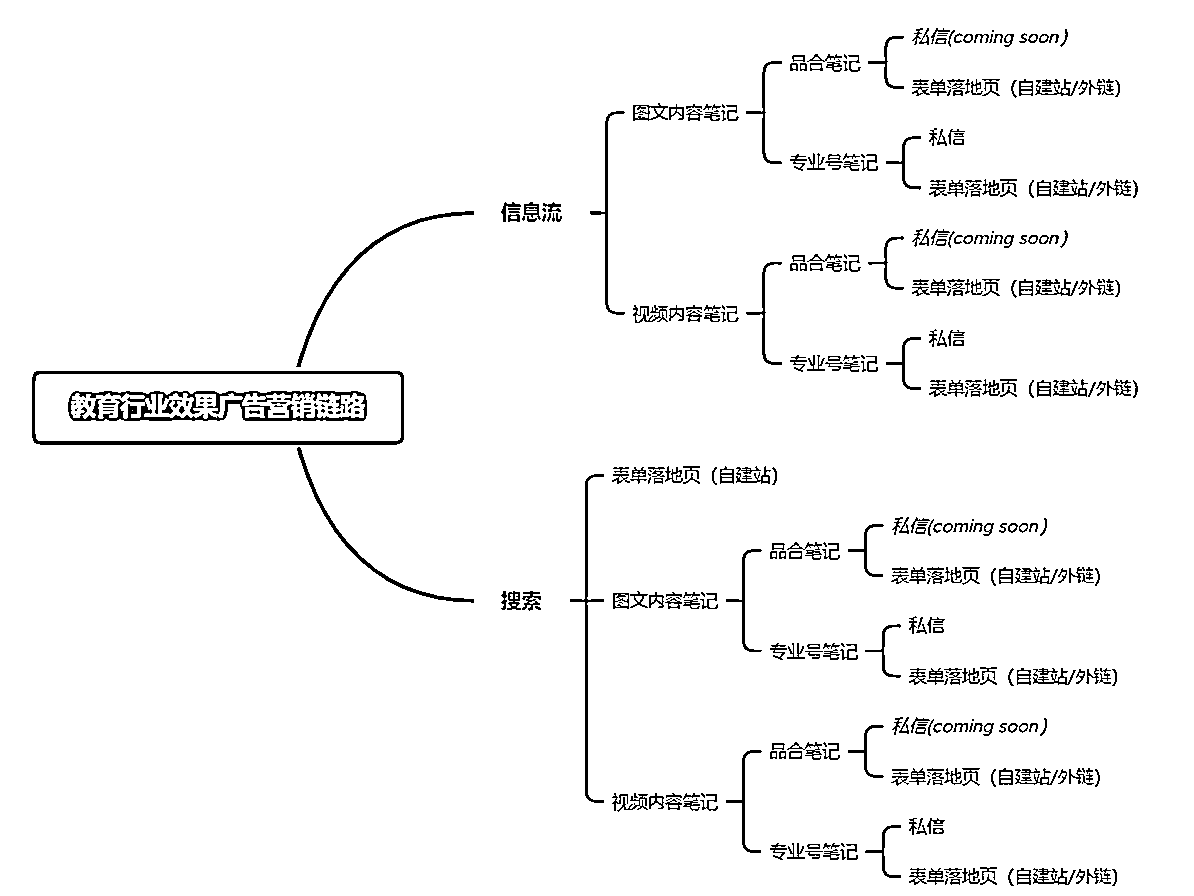 教育行业效果广告营销链路
信息流
图文内容笔记
品合笔记
私信(coming soon）
表单落地页（自建站/外链）
专业号笔记
私信
表单落地页（自建站/外链）
视频内容笔记
品合笔记
私信(coming soon）
表单落地页（自建站/外链）
专业号笔记
私信
表单落地页（自建站/外链）
搜索
表单落地页（自建站）
图文内容笔记
品合笔记
私信(coming soon）
表单落地页（自建站/外链）
专业号笔记
私信
表单落地页（自建站/外链）
视频内容笔记
品合笔记
私信(coming soon）
表单落地页（自建站/外链）
专业号笔记
私信
表单落地页（自建站/外链）